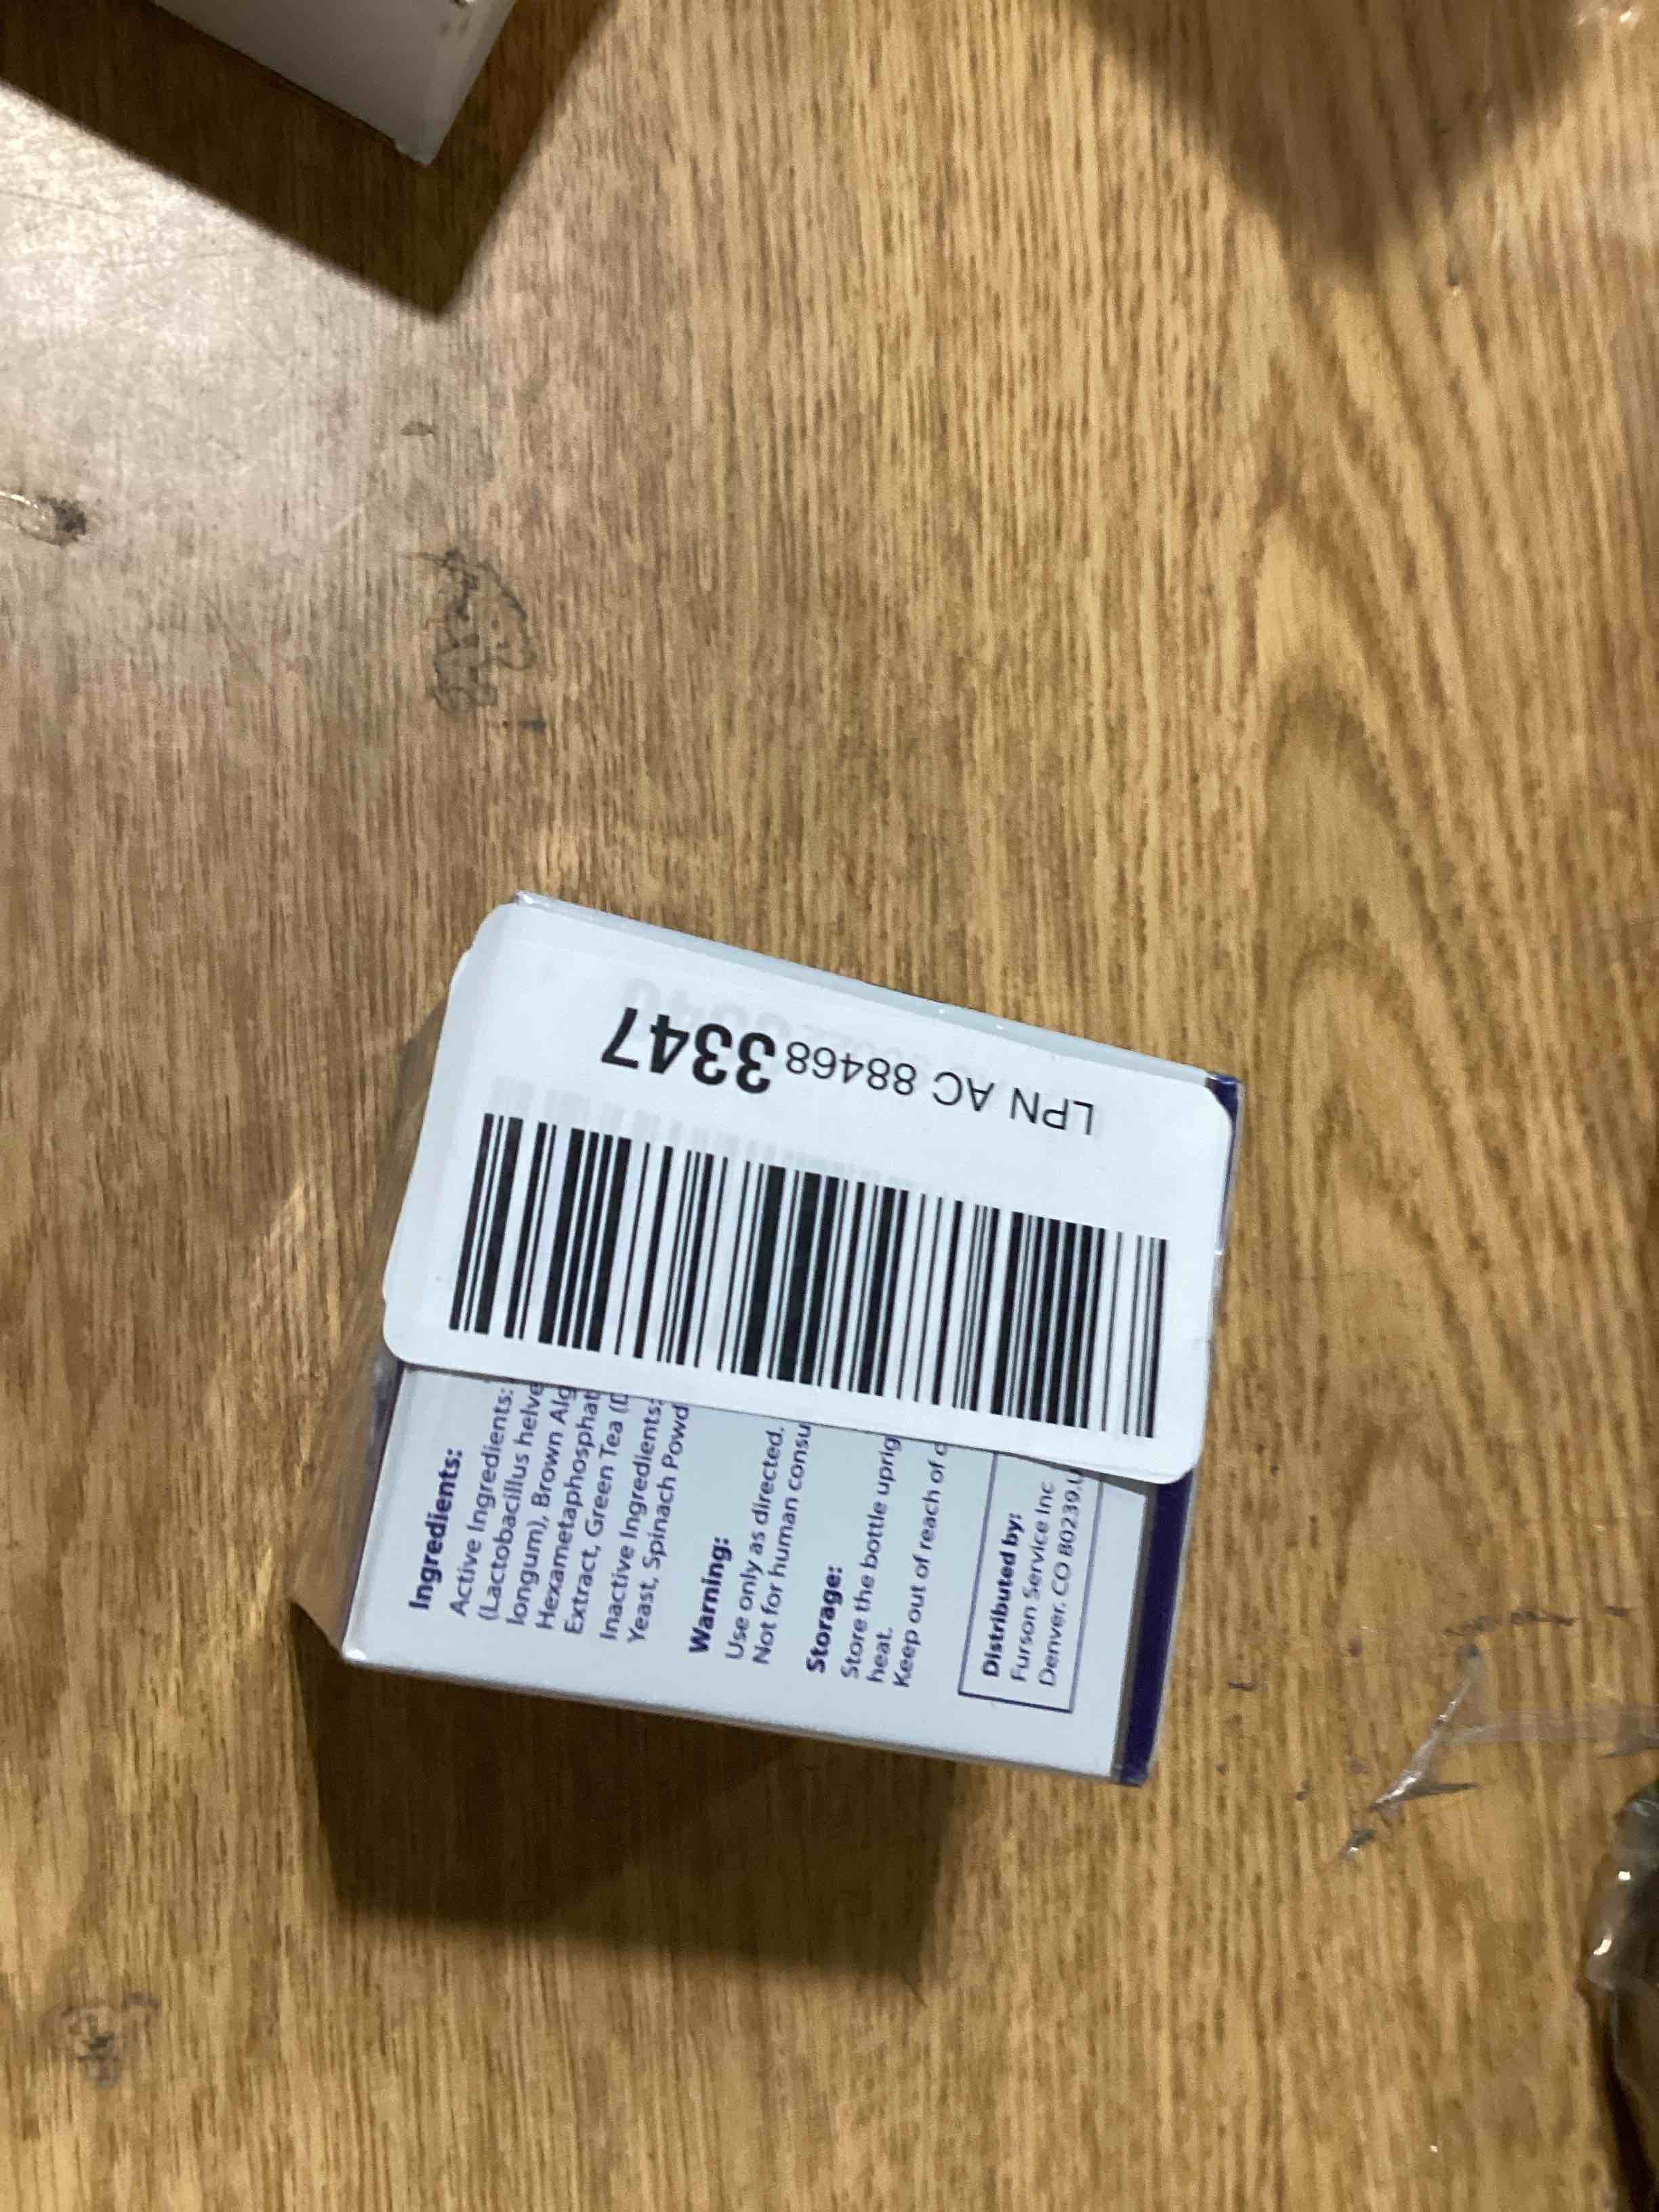 LPN AC 884683347
Ingredients:
Active Ingredients:
(Lactobacillus helve
longum), Brown Alg
Hexametaphosphat
Extract, Green Tea (D
Inactive Ingredients:
Yeast, Spinach Powd
Warning:
Use only as directed.
Not for human consu
Storage:
Store the bottle uprig
heat.
Keep out of reach of c
Distributed by:
Furson Service Inc
Denver, CO 80239,U